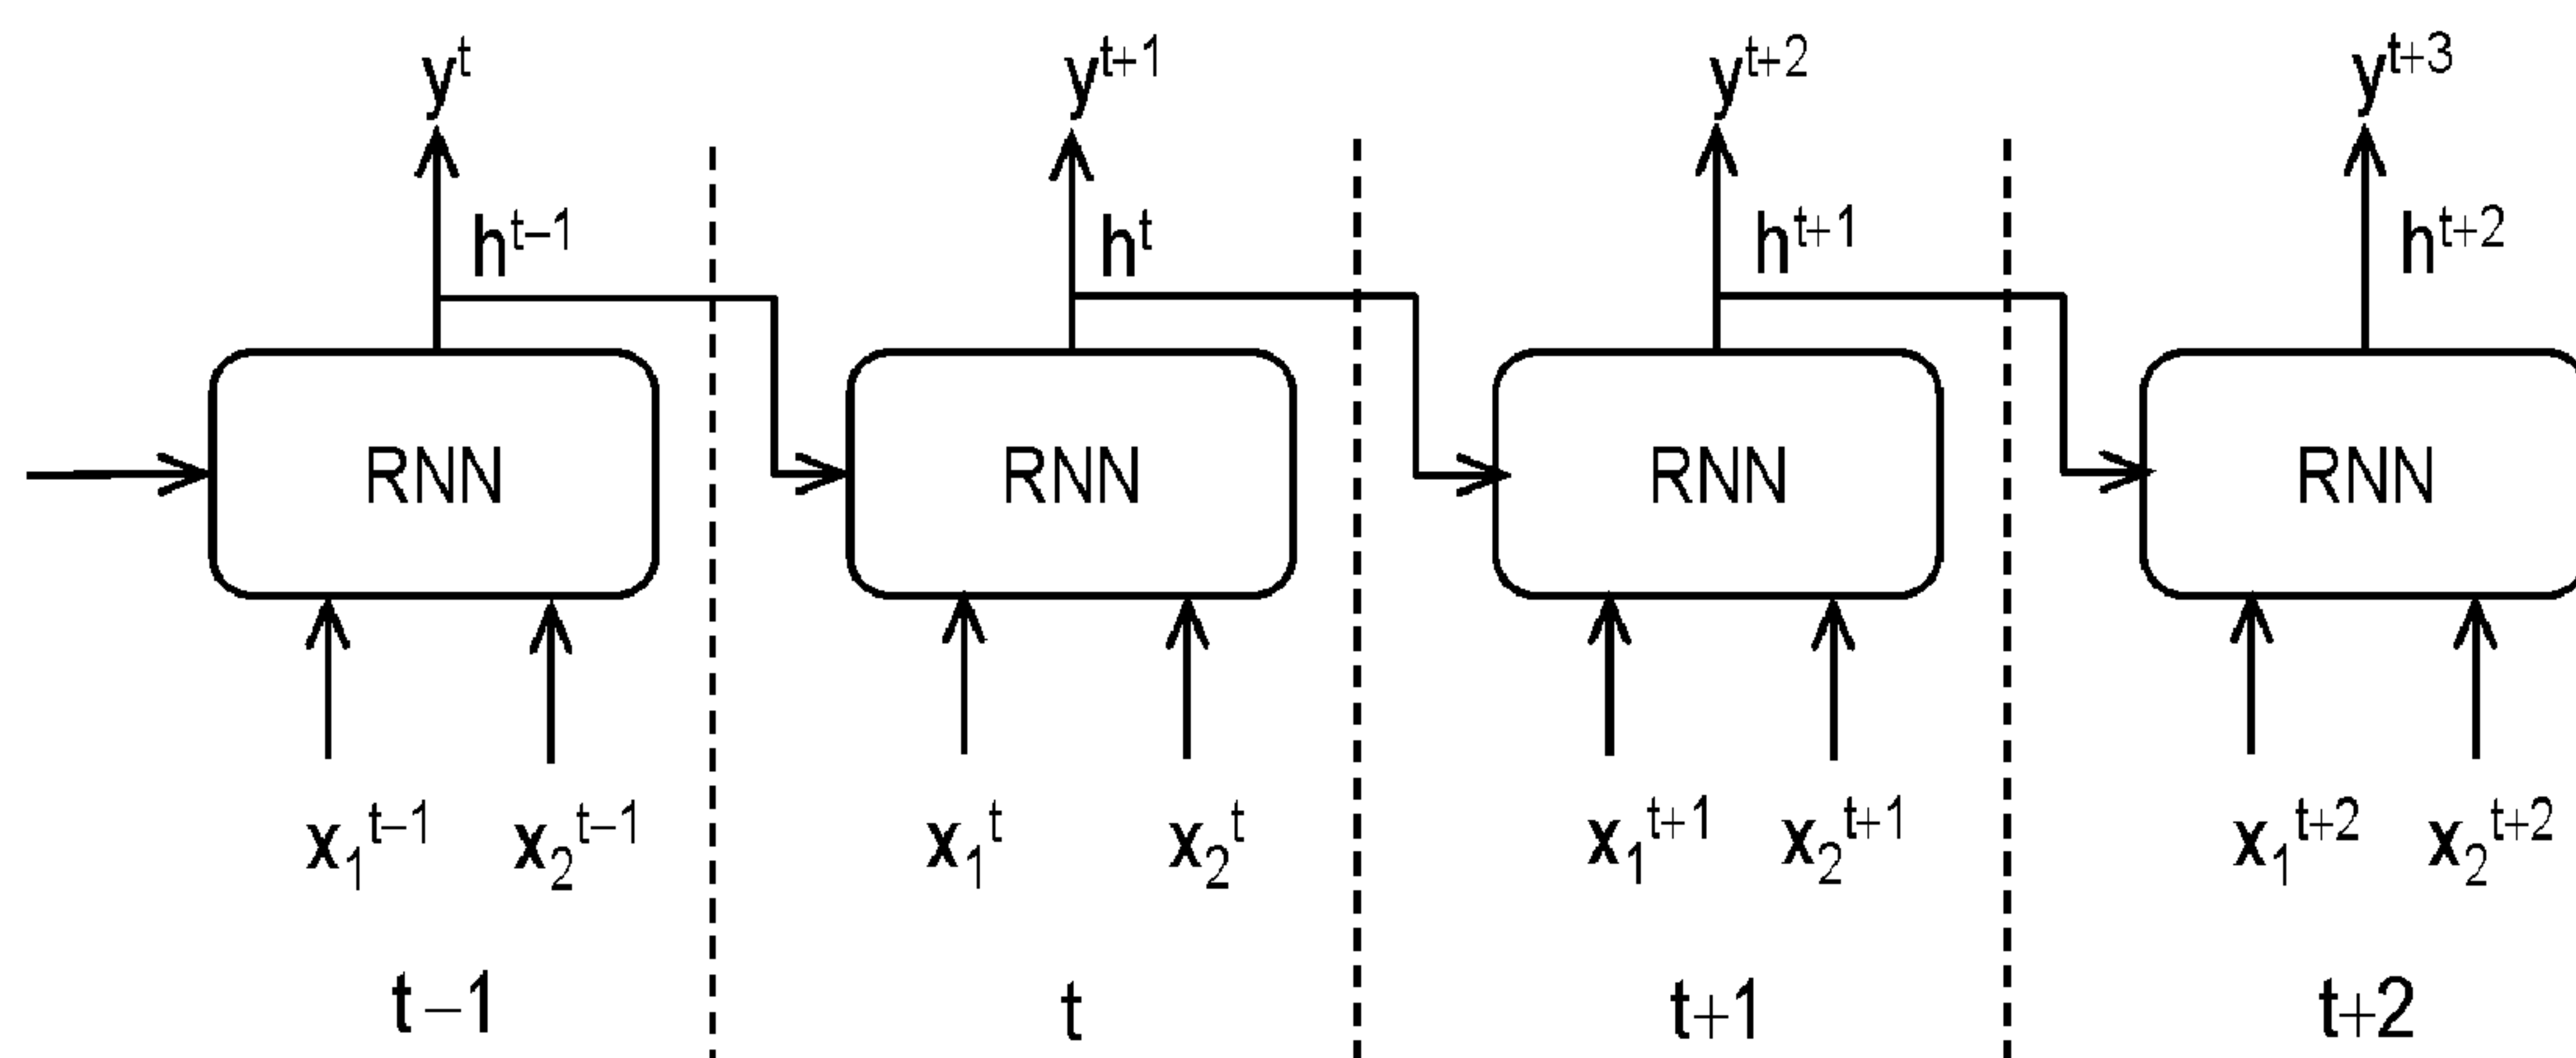 y^t y^{t+1} y^{t+2} y^{t+3}
h^{t–1} h^t h^{t+1} h^{t+2}
RNN RNN RNN RNN
x_1^{t–1} x_2^{t–1} x_1^t x_2^t x_1^{t+1} x_2^{t+1} x_1^{t+2} x_2^{t+2}
t–1 t t+1 t+2